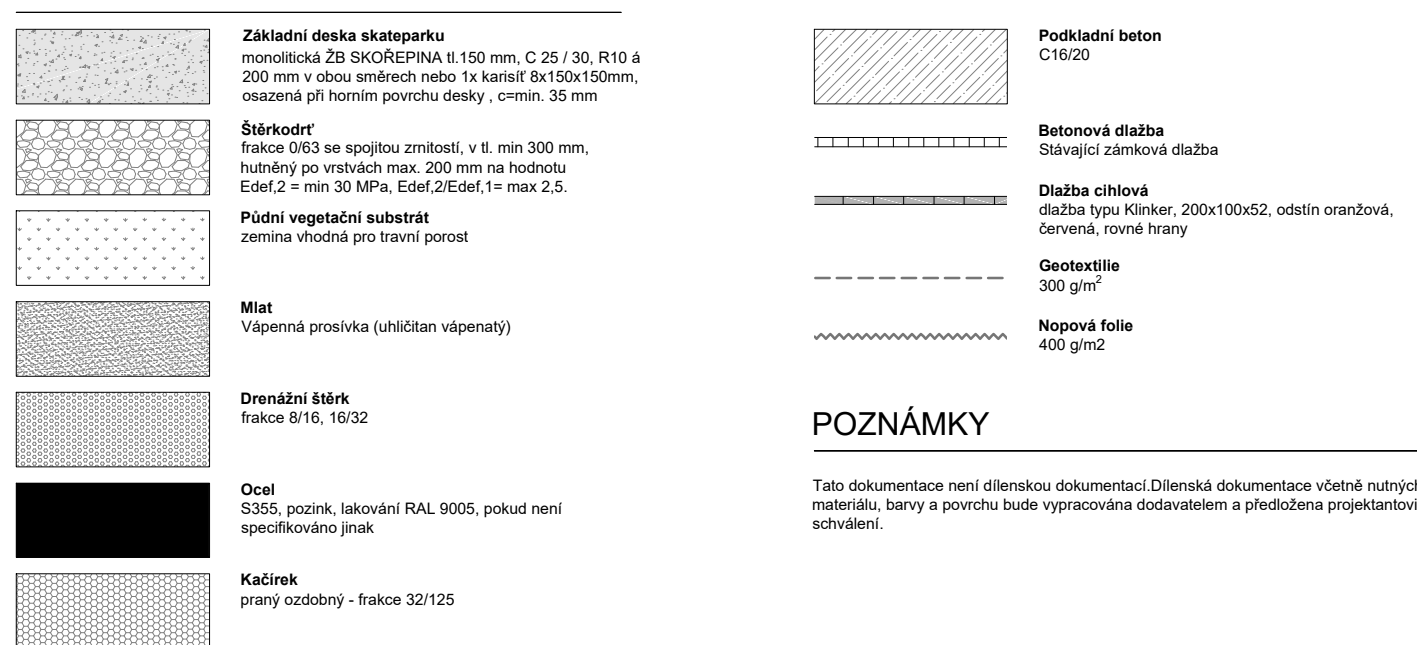 Základní deska skateparku
monolitická ŽB SKOŘEPINA tl.150 mm, C 25 / 30, R10 á
200 mm v obou směrech nebo 1x karisíť 8x150x150mm,
osazená při horním povrchu desky , c=min. 35 mm
Štěrkodrť
frakce 0/63 se spojitou zrnitostí, v tl. min 300 mm,
hutněný po vrstvách max. 200 mm na hodnotu
Edef,2 = min 30 MPa, Edef,2/Edef,1= max 2,5.
Půdní vegetační substrát
zemina vhodná pro travní porost
Mlat
Vápenná prosívka (uhličitan vápenatý)
Drenážní štěrk
frakce 8/16, 16/32
Ocel
S355, pozink, lakování RAL 9005, pokud není
specifikováno jinak
Kačírek
praný ozdobný - frakce 32/125
Podkladní beton
C16/20
Betonová dlažba
Stávající zámková dlažba
Dlažba cihlová
dlažba typu Klinker, 200x100x52, odstín oranžová,
červená, rovné hrany
Geotextilie
300 g/m²
Nopová folie
400 g/m2
POZNÁMKY
Tato dokumentace není dílenskou dokumentací.Dílenská dokumentace včetně nutných
materiálu, barvy a povrchu bude vypracována dodavatelem a předložena projektantovi
schválení.